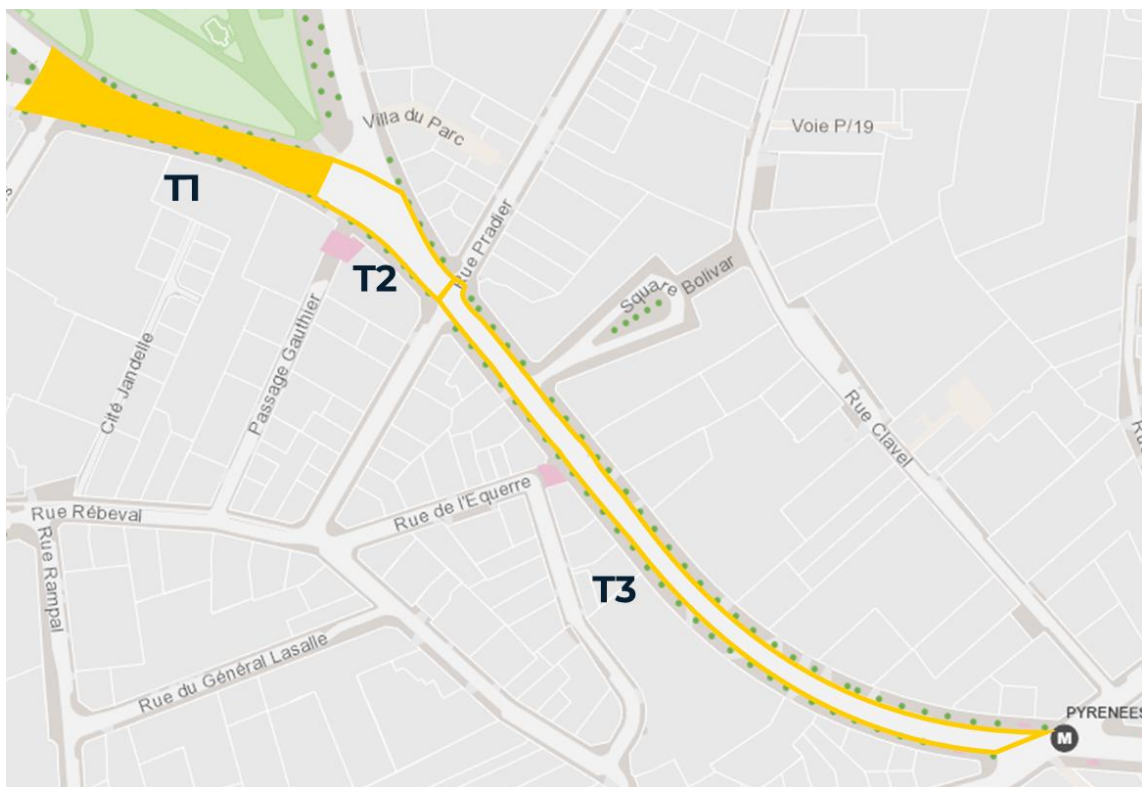 Villa du Parc
Voie P/19
T1
Rue Pradier
T2
Square Bolivar
Passage Gauthier
Cité Jandelle
Rue Clavel
Rue de l'Equerre
Rue Rébeval
Rue Rampal
T3
Rue du Général Lasalle
PYRENEES
M